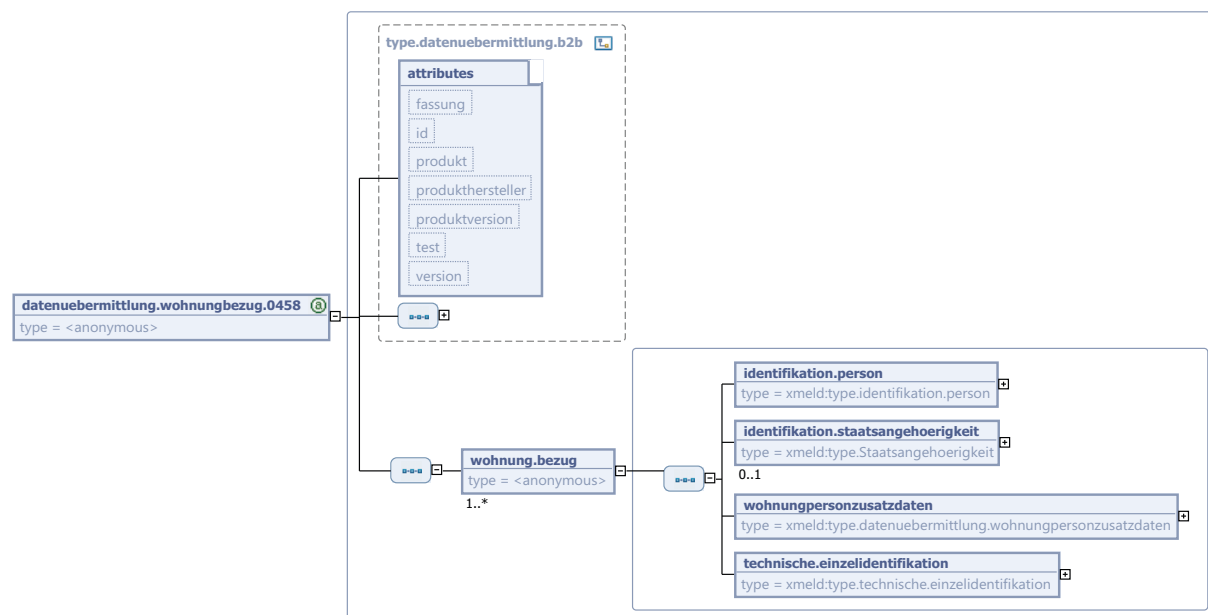 type.datenuebermittlung.b2b
attributes
fassung
id
produkt
produkthersteller
produktversion
test
version
datenuebermittlung.wohnungbezug.0458 a
type = <anonymous>
identifikation.person
type = xmeld:type.identifikation.person
identifikation.staatsangehoerigkeit
type = xmeld:type.Staatsangehoerigkeit
0..1
wohnung.bezug
type = <anonymous>
1..*
wohnungpersonzusatzdaten
type = xmeld:type.datenuebermittlung.wohnungpersonzusatzdaten
technische.einzelidentifikation
type = xmeld:type.technische.einzelidentifikation